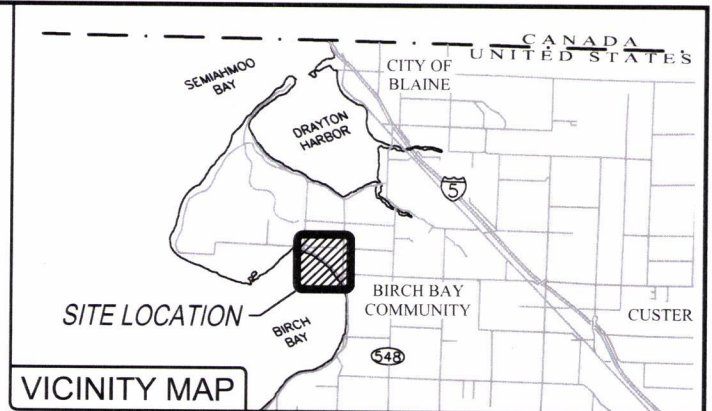 CANADA
UNITED STATES
SEMIAHMOO
BAY
CITY OF
BLAINE
DRAYTON
HARBOR
5
SITE LOCATION
BIRCH BAY
COMMUNITY
CUSTER
BIRCH
BAY
548
VICINITY MAP